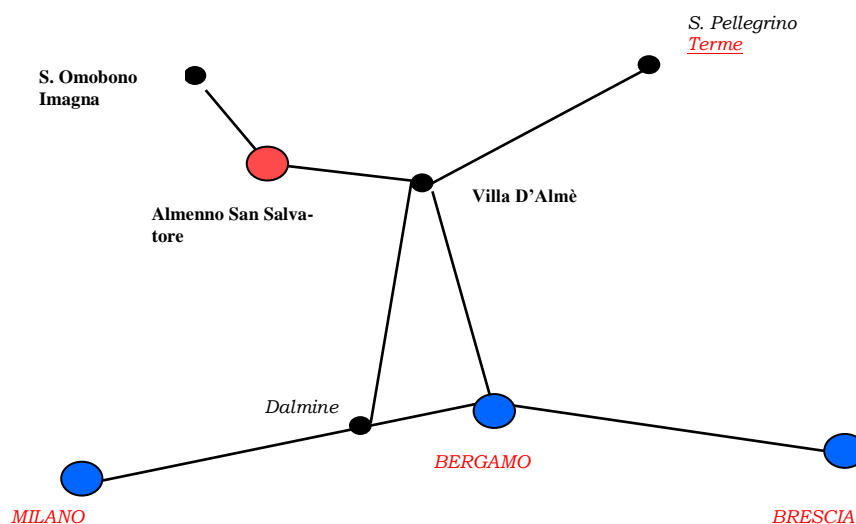 S. Pellegrino
Terme
S. Omobono
Imagna
Villa D'Almè
Almenno San Salva-
tore
Dalmine
BERGAMO
MILANO
BRESCIA